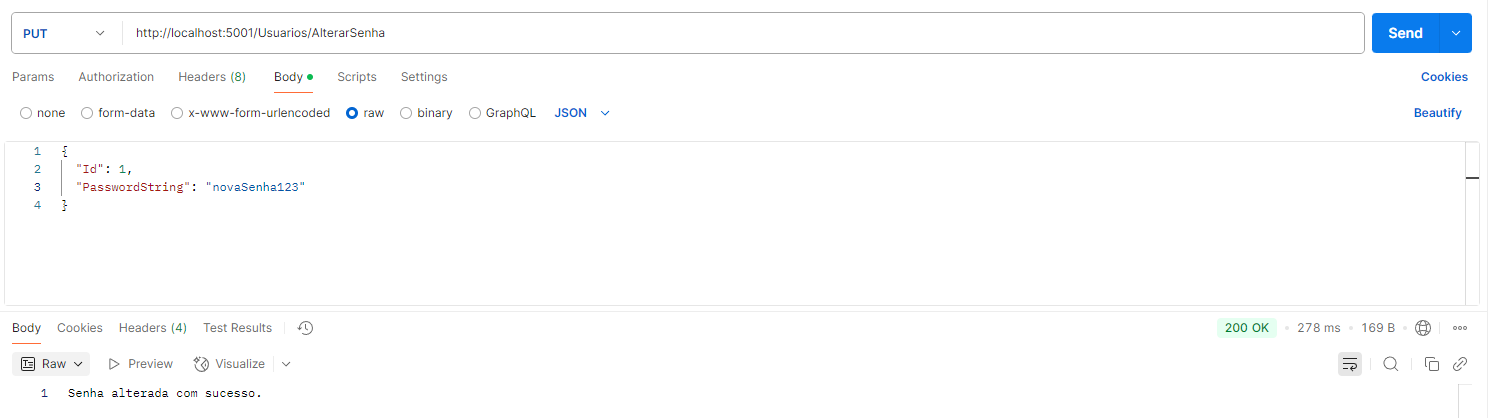 PUT http://localhost:5001/Usuarios/AlterarSenha Send
Params Authorization Headers (8) Body Scripts Settings Cookies
none form-data x-www-form-urlencoded raw binary GraphQL JSON Beautify
1 {
2 "Id": 1,
3 "PasswordString": "novaSenha123"
4 }
Body Cookies Headers (4) Test Results 200 OK • 278 ms • 169 B •
Raw Preview Visualize
1 Senha alterada com sucesso.